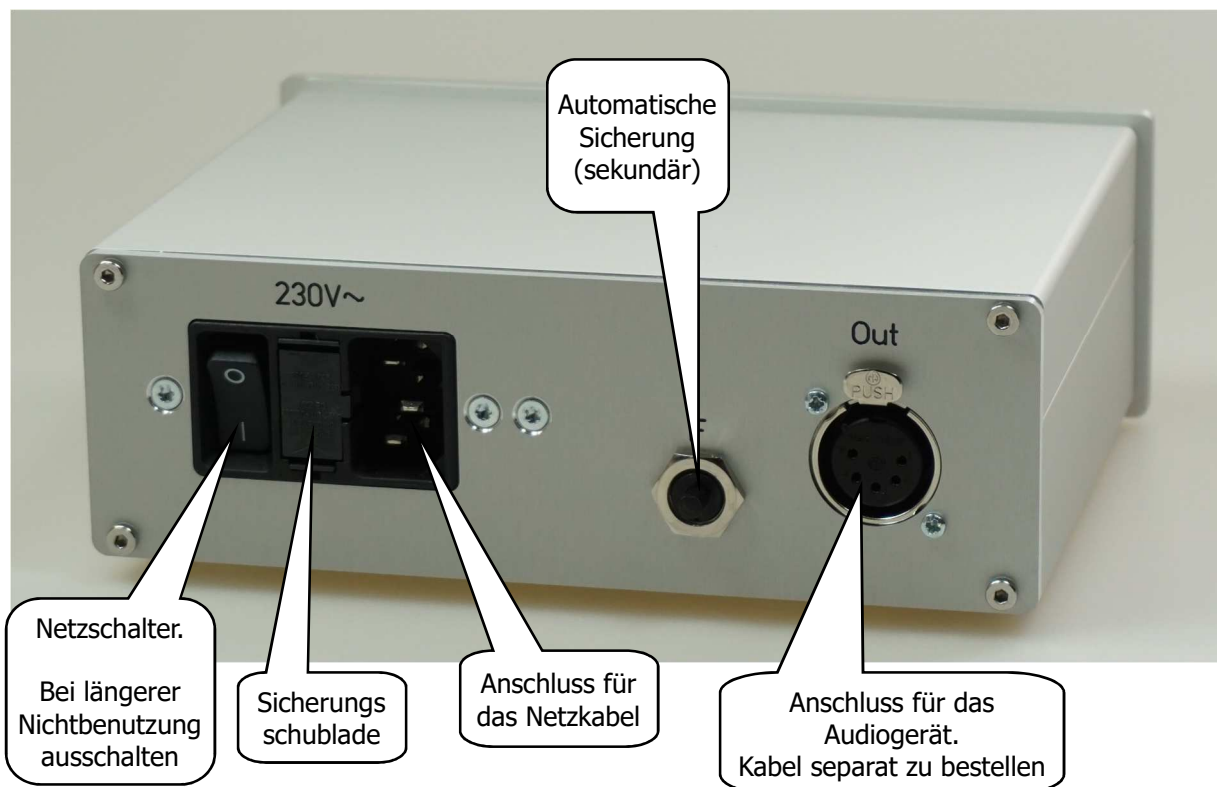 Automatische
Sicherung
(sekundär)
230V~
Out
PUSH
O
I
Netzschalter.
Bei längerer
Nichtbenutzung
ausschalten
Sicherungs
schublade
Anschluss für
das Netzkabel
Anschluss für das
Audiogerät.
Kabel separat zu bestellen